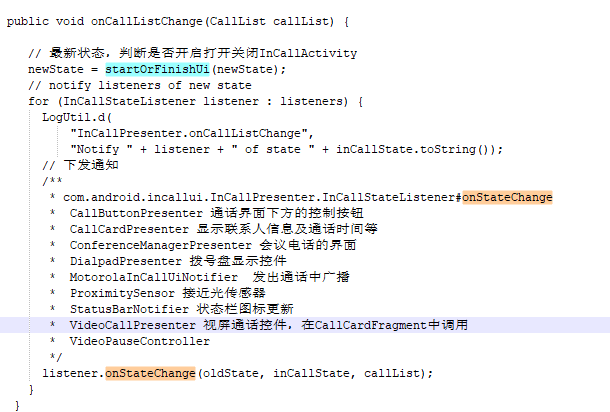 public void onCallListChange(CallList callList) {
// 最新状态，判断是否开启打开关闭InCallActivity
newState = startOrFinishUi(newState);
// notify listeners of new state
for (InCallStateListener listener : listeners) {
LogUtil.d(
"InCallPresenter.onCallListChange",
"Notify " + listener + " of state " + inCallState.toString());
// 下发通知
/**
* com.android.incallui.InCallPresenter.InCallStateListener#onStateChange
* CallButtonPresenter 通话界面下方的控制按钮
* CallCardPresenter 显示联系人信息及通话时间等
* ConferenceManagerPresenter 会议电话的界面
* DialpadPresenter 拨号盘显示控件
* MotorolaInCallUiNotifier 发出通话中广播
* ProximitySensor 接近光传感器
* StatusBarNotifier 状态栏图标更新
* VideoCallPresenter 视屏通话控件，在CallCardFragment中调用
* VideoPauseController
*/
listener.onStateChange(oldState, inCallState, callList);
}
}